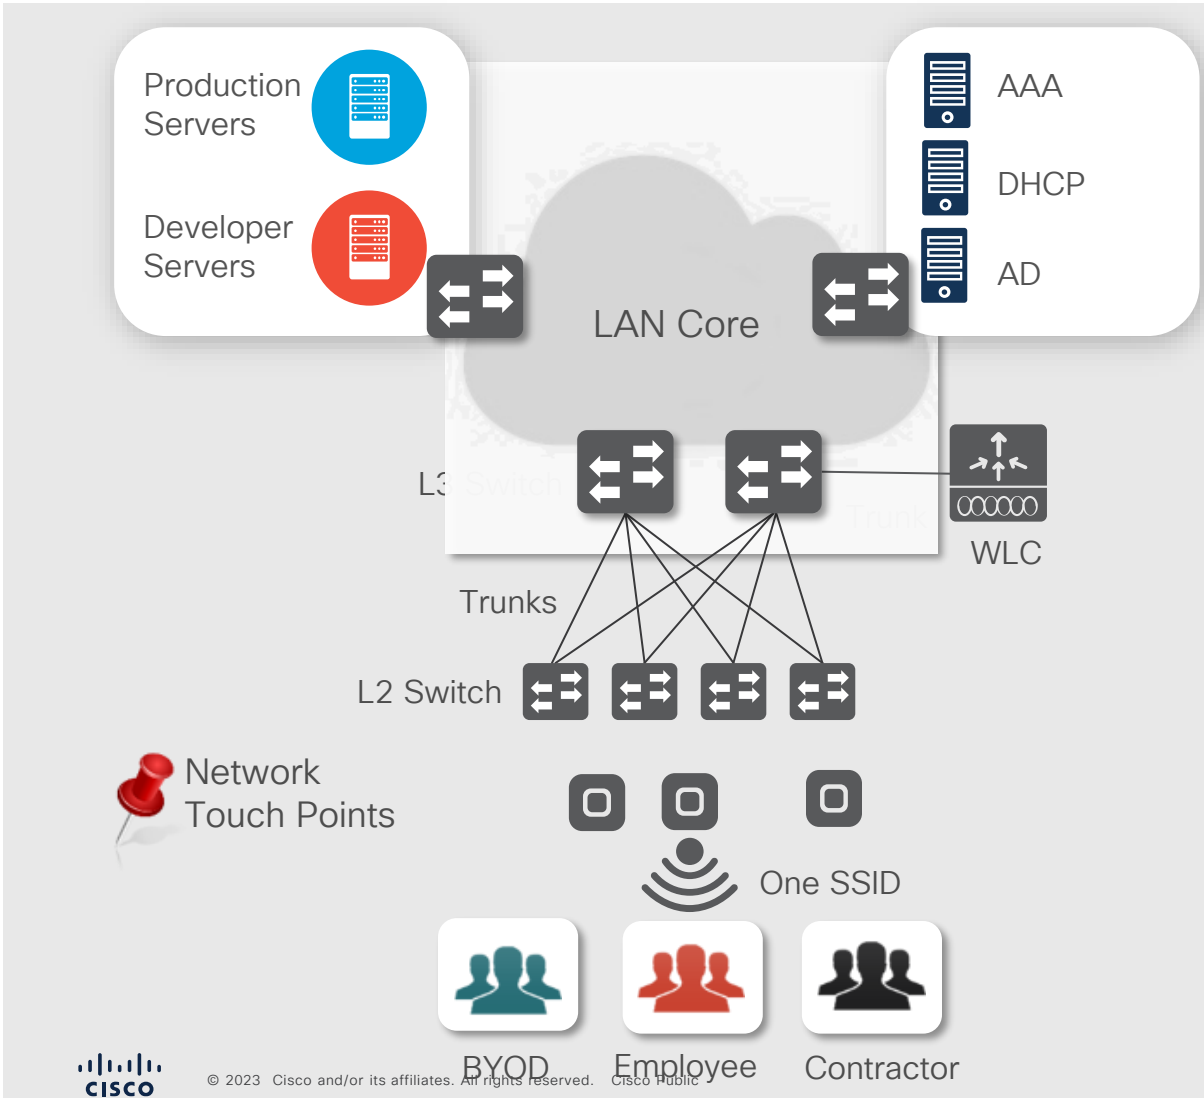 Production
Servers
Developer
Servers
AAA
DHCP
AD
LAN Core
L3 Switch
Trunk
WLC
Trunks
L2 Switch
Network
Touch Points
One SSID
BYOD
Employee
Contractor
CISCO
© 2023 Cisco and/or its affiliates. All rights reserved. Cisco Public